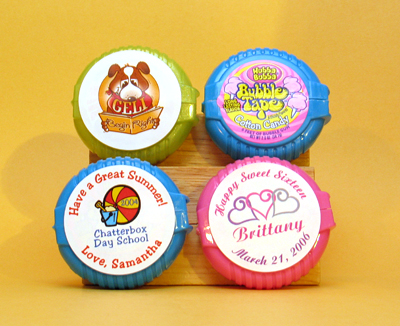 GELI
Hubba
Bubba
Bubble
Tape
Cotton Candy
Have a Great Summer!
2004
Chatterbox
Day School
Love, Samantha
Happy Sweet Sixteen
Brittany
March 21, 2006